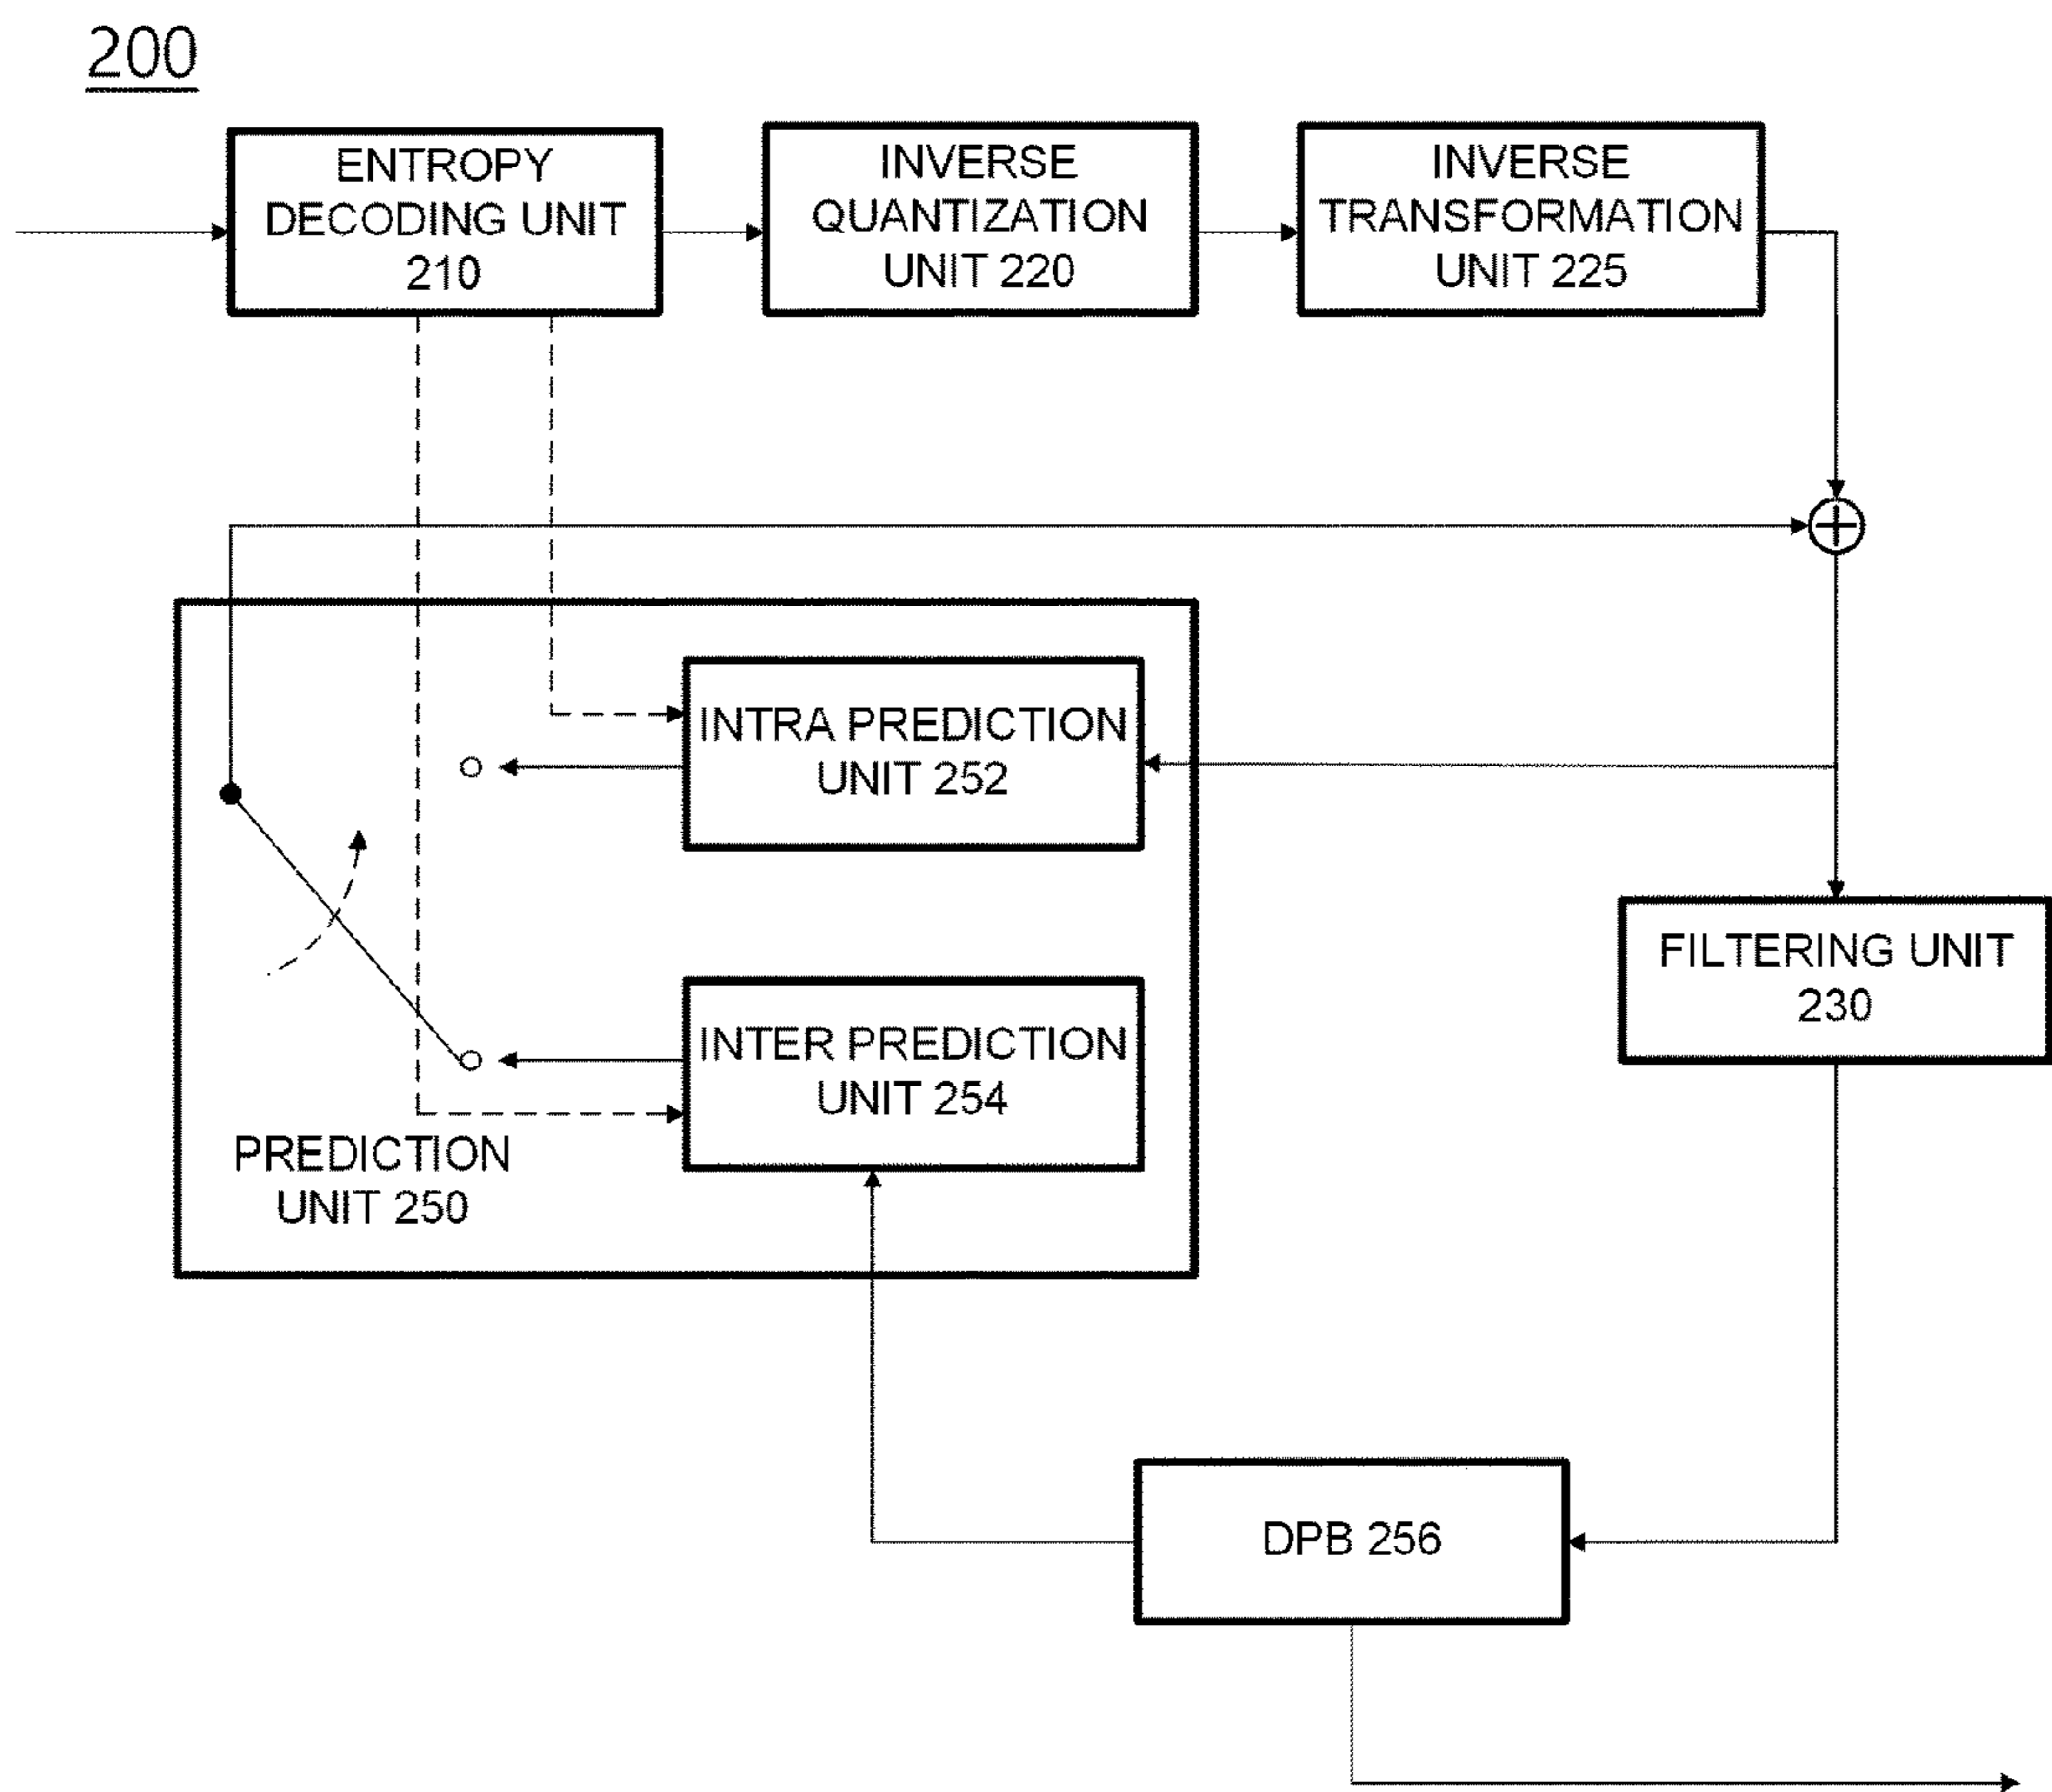 200
ENTROPY
DECODING UNIT
210
INVERSE
QUANTIZATION
UNIT 220
INVERSE
TRANSFORMATION
UNIT 225
INTRA PREDICTION
UNIT 252
FILTERING UNIT
230
INTER PREDICTION
UNIT 254
PREDICTION
UNIT 250
DPB 256